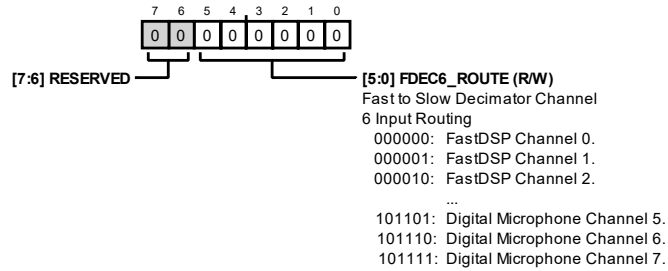 7 6 5 4 3 2 1 0
0 0 0 0 0 0 0 0
[7:6] RESERVED
[5:0] FDEC6_ROUTE (R/W)
Fast to Slow Decimator Channel
6 Input Routing
000000: FastDSP Channel 0.
000001: FastDSP Channel 1.
000010: FastDSP Channel 2.
...
101101: Digital Microphone Channel 5.
101110: Digital Microphone Channel 6.
101111: Digital Microphone Channel 7.